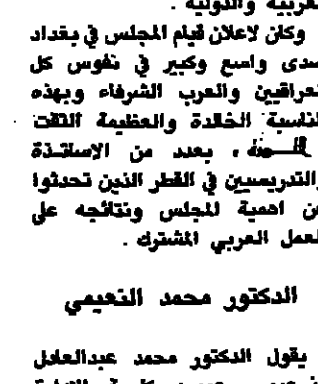 العربية والدولية .
وكان لاعلان قيام المجلس في بغداد
صدى واسع وكبير في نفوس كل
العراقيين والعرب الشرفاء وبهذه
المناسبة الخالدة والعظيمة التقت
، بعدد من الاساتذة
والتدريسيين في القطر الذين تحدثوا
عن اهمية المجلس ونتائجه على
العمل العربي المشترك .
الدكتور محمد النعيمي
يقول الدكتور محمد عبدالعادل